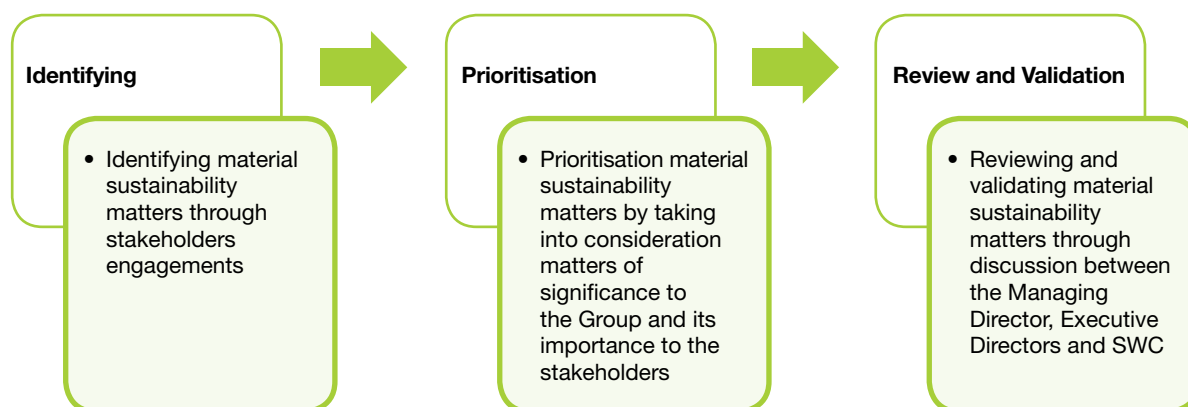 Identifying
• Identifying material
sustainability
matters through
stakeholders
engagements
Prioritisation
• Prioritisation material
sustainability
matters by taking
into consideration
matters of
significance to
the Group and its
importance to the
stakeholders
Review and Validation
• Reviewing and
validating material
sustainability
matters through
discussion between
the Managing
Director, Executive
Directors and SWC